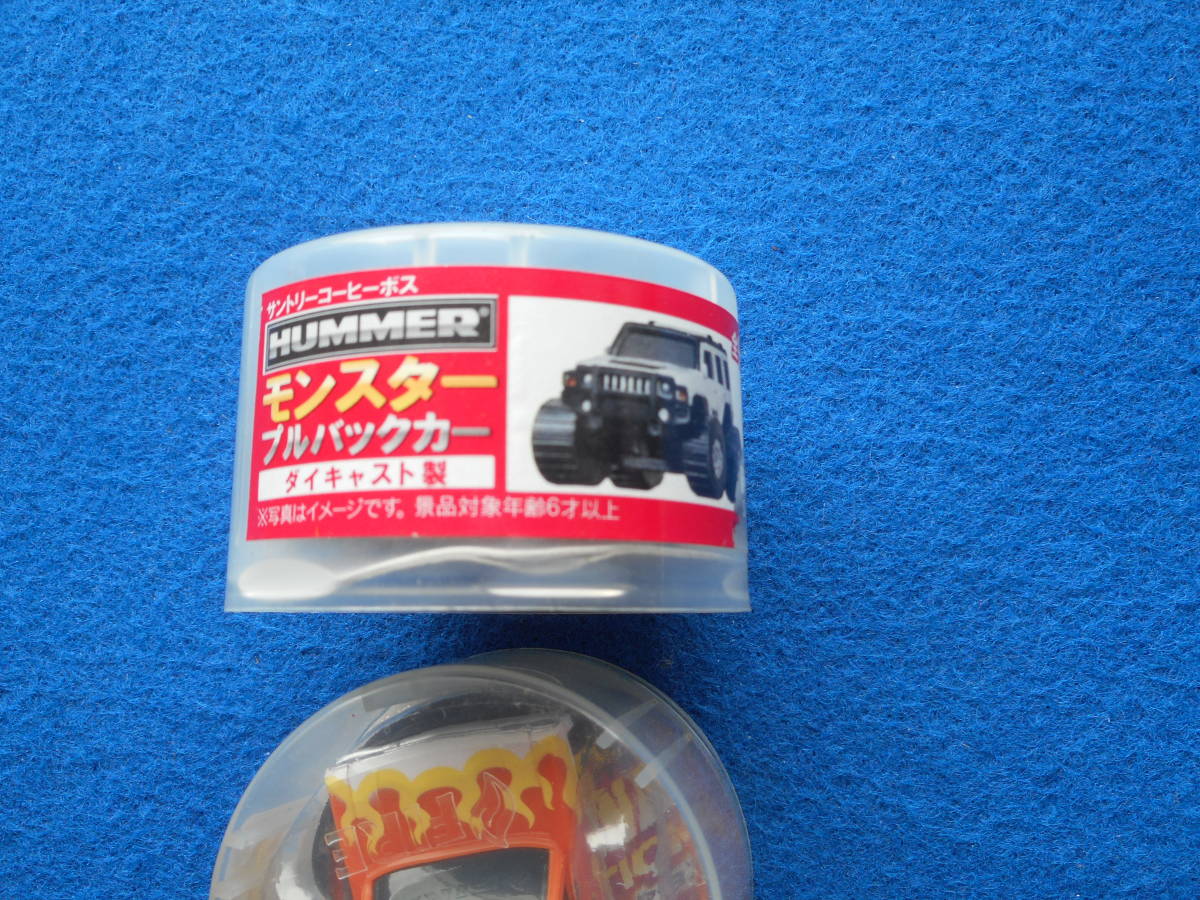 サントリーコーヒーボス
HUMMER®
モンスター
プルバックカー
ダイキャスト製
※写真はイメージです。景品対象年齢6才以上